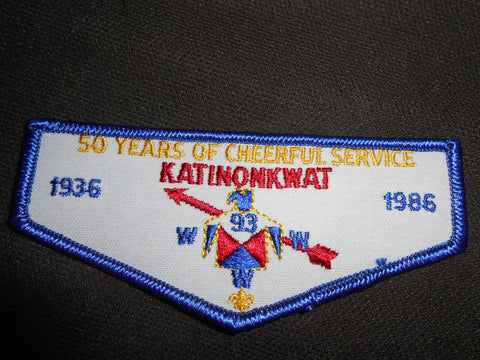 50 YEARS OF CHEERFUL SERVICE
KATINONKWAT
1936 1986
93
W W
W